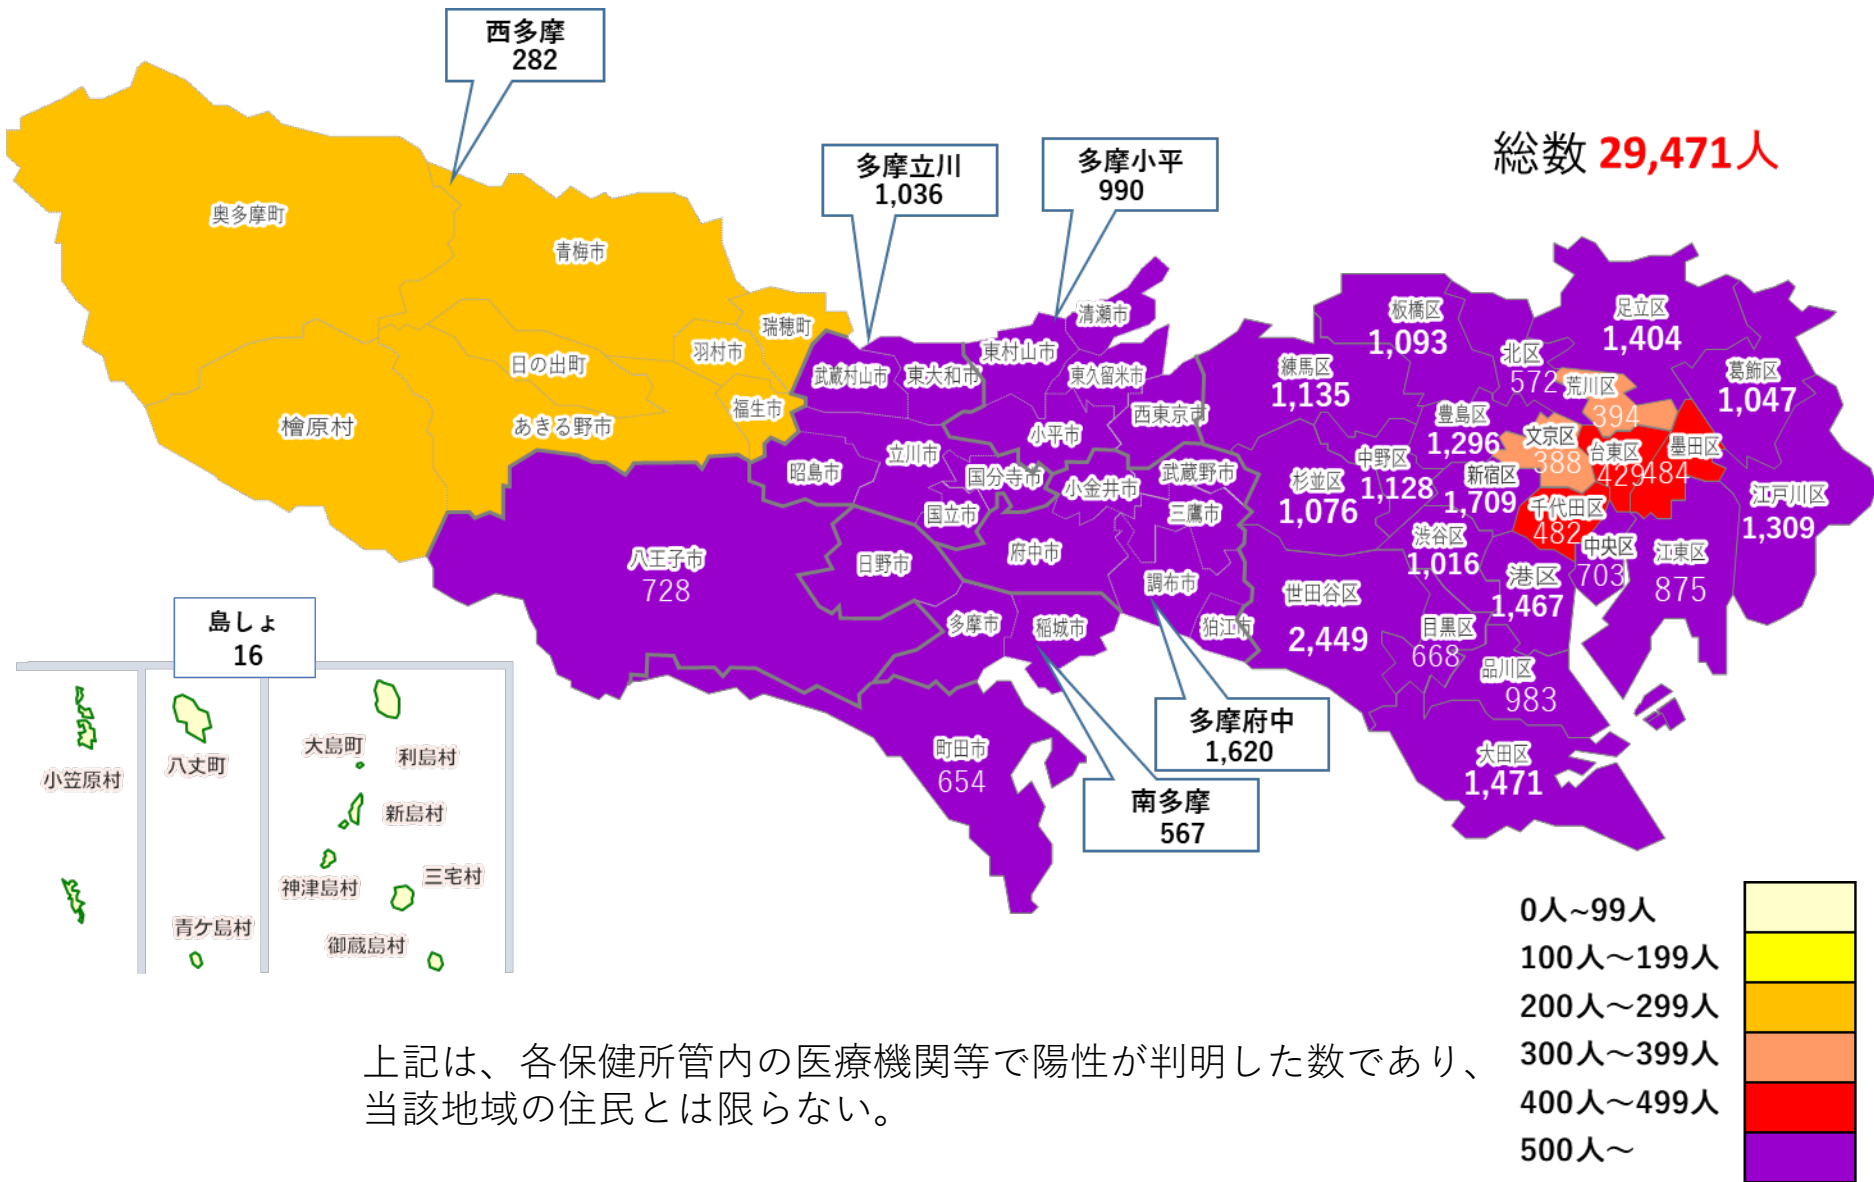 西多摩
282
多摩立川
1,036
多摩小平
990
総数 29,471人
奥多摩町
青梅市
瑞穂町
羽村市
日の出町
福生市
あきる野市
檜原村
清瀬市
東村山市
武蔵村山市
東大和市
東久留米市
西東京市
小平市
立川市
昭島市
国分寺市
小金井市
武蔵野市
国立市
三鷹市
府中市
日野市
八王子市
728
調布市
多摩市
稲城市
狛江市
町田市
654
多摩府中
1,620
南多摩
567
板橋区
1,093
足立区
1,404
北区
572
荒川区
394
葛飾区
1,047
練馬区
1,135
豊島区
1,296
文京区
388
台東区
429
墨田区
484
中野区
1,128
新宿区
1,709
杉並区
1,076
千代田区
482
江戸川区
1,309
渋谷区
1,016
中央区
703
江東区
875
港区
1,467
世田谷区
2,449
目黒区
668
品川区
983
大田区
1,471
島しょ
16
小笠原村
八丈町
大島町
利島村
新島村
神津島村
三宅村
青ケ島村
御蔵島村
0人~99人
100人～199人
200人～299人
300人～399人
400人～499人
500人～
上記は、各保健所管内の医療機関等で陽性が判明した数であり、
当該地域の住民とは限らない。